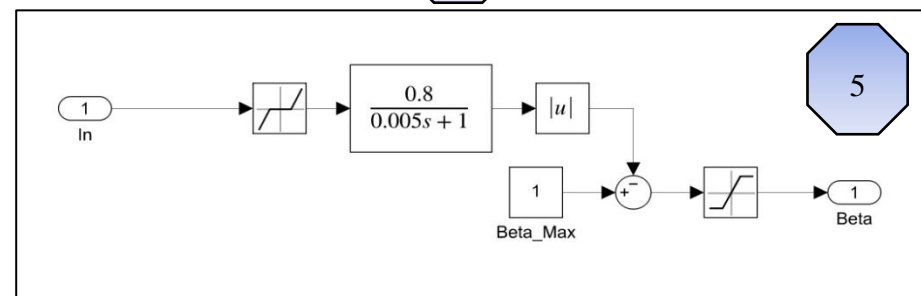 5
1
In
0.8
0.005s + 1
|u|
1
Beta_Max
+
−
1
Beta